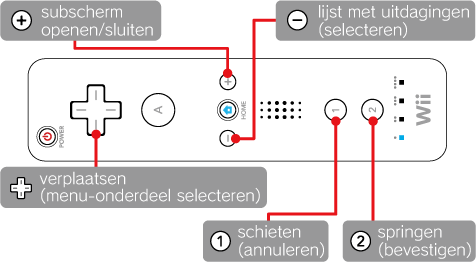 + subscherm
openen/sluiten
− lijst met uitdagingen
(selecteren)
A
HOME
POWER
+
−
1
2
Wii
verplaatsen
(menu-onderdeel selecteren)
1 schieten
(annuleren)
2 springen
(bevestigen)